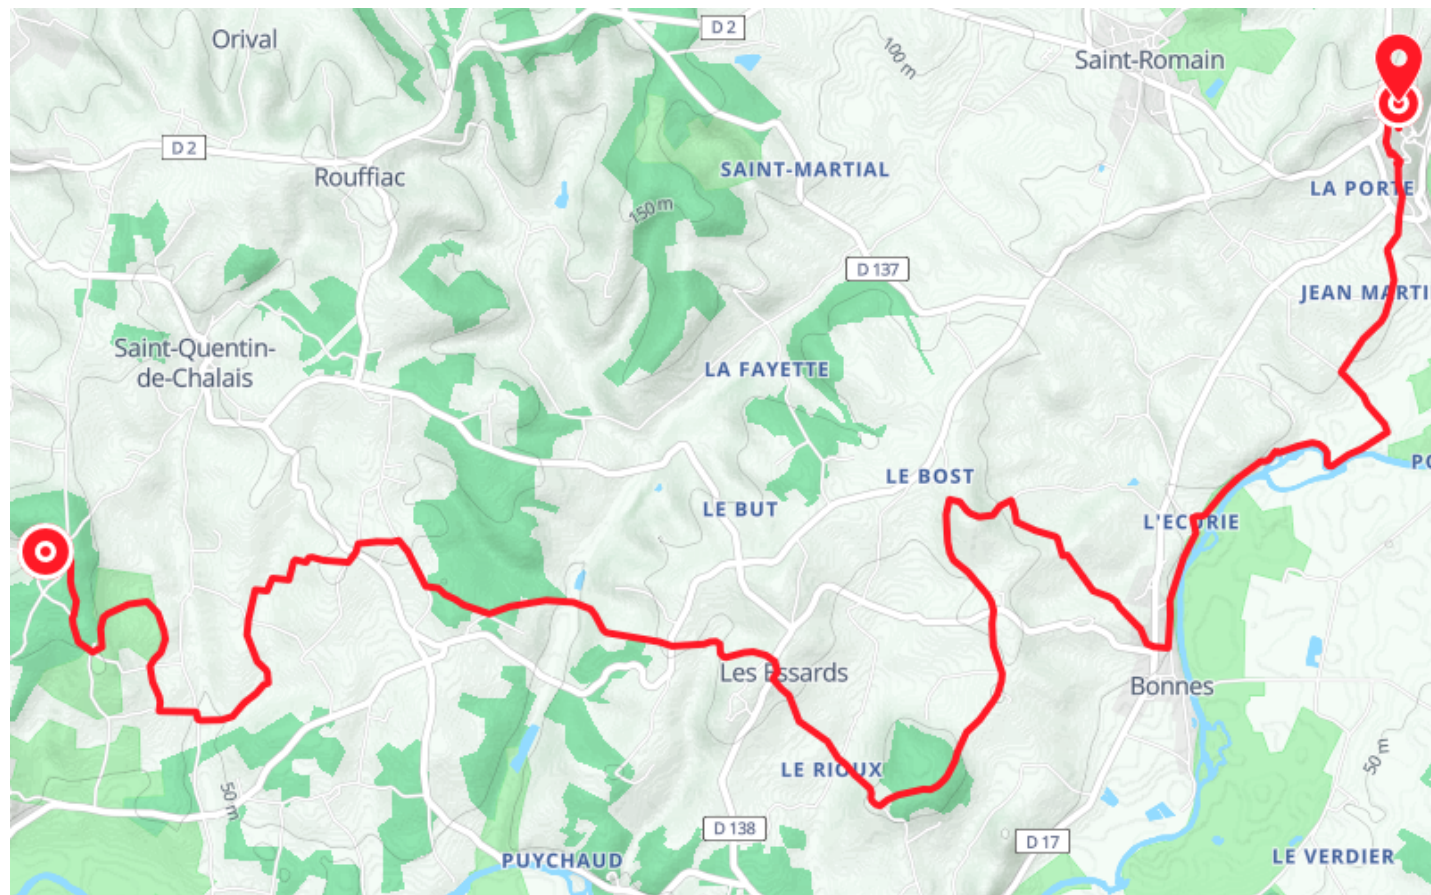 D 2
Orival
100 m
Saint-Romain
D 2
Rouffiac
SAINT-MARTIAL
LA PORTE
150 m
D 137
JEAN MARTI
Saint-Quentin-
de-Chalais
LA FAYETTE
LE BOST
PO
LE BUT
L'ECURIE
Les Essards
Bonnes
LE RIOUX
50 m
50 m
D 138
D 17
PUYCHAUD
LE VERDIER